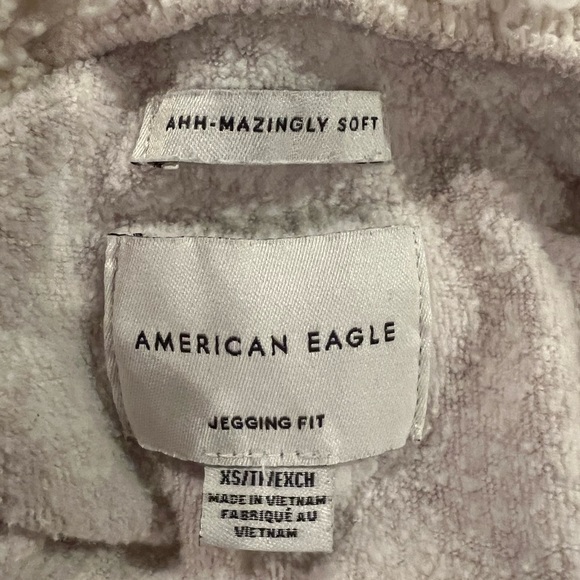 AHH-MAZINGLY SOFT
AMERICAN EAGLE
JEGGING FIT
XS/TP/EXCH
MADE IN VIETNAM
FABRIQUÉ AU
VIETNAM